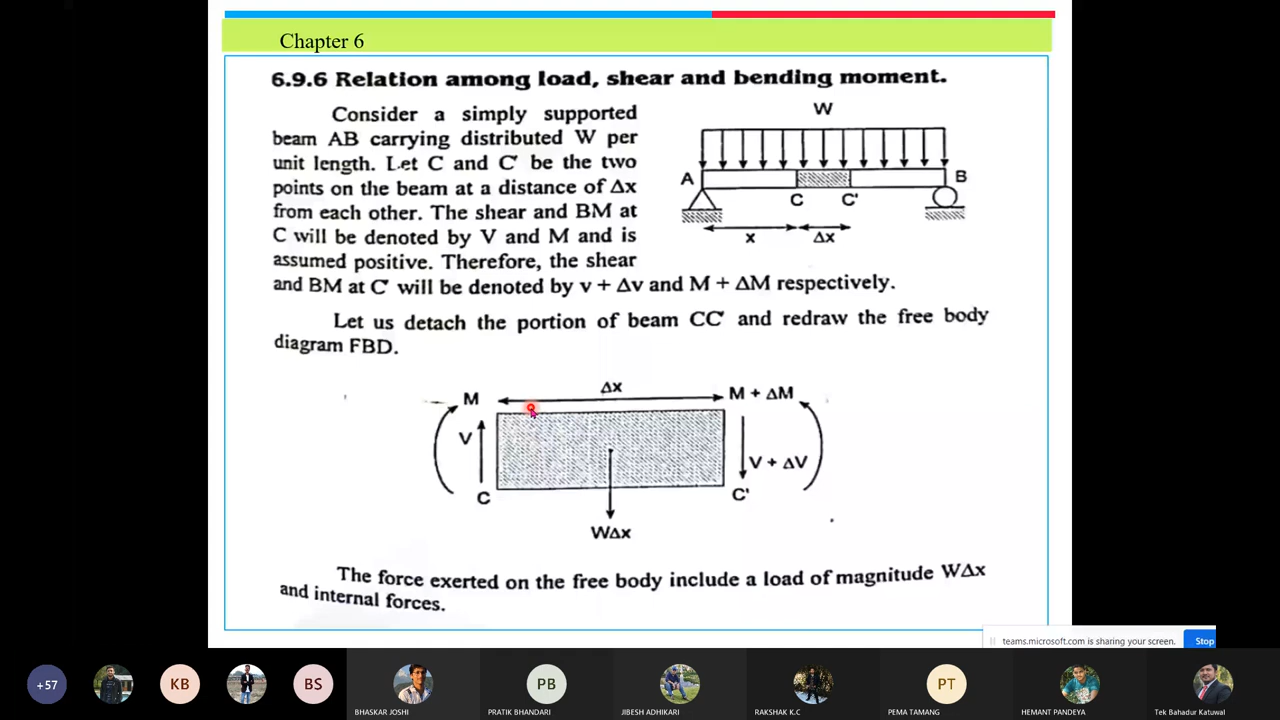 Chapter 6
6.9.6 Relation among load, shear and bending moment.
Consider a simply supported
beam AB carrying distributed W per
unit length. Let C and C' be the two
points on the beam at a distance of Δx
from each other. The shear and BM at
C will be denoted by V and M and is
assumed positive. Therefore, the shear
and BM at C' will be denoted by v + Δv and M + ΔM respectively.
W
A
B
C
C'
x
Δx
Let us detach the portion of beam CC' and redraw the free body
diagram FBD.
Δx
M
M + ΔM
V
V + ΔV
C
C'
WΔx
The force exerted on the free body include a load of magnitude WΔx
and internal forces.
teams.microsoft.com is sharing your screen.
Stop
+57
KB
BS
PB
PT
BHASKAR JOSHI
PRATIK BHANDARI
JIBESH ADHIKARI
RAKSHAK K.C
PEMA TAMANG
HEMANT PANDEYA
Tek Bahadur Katuwal